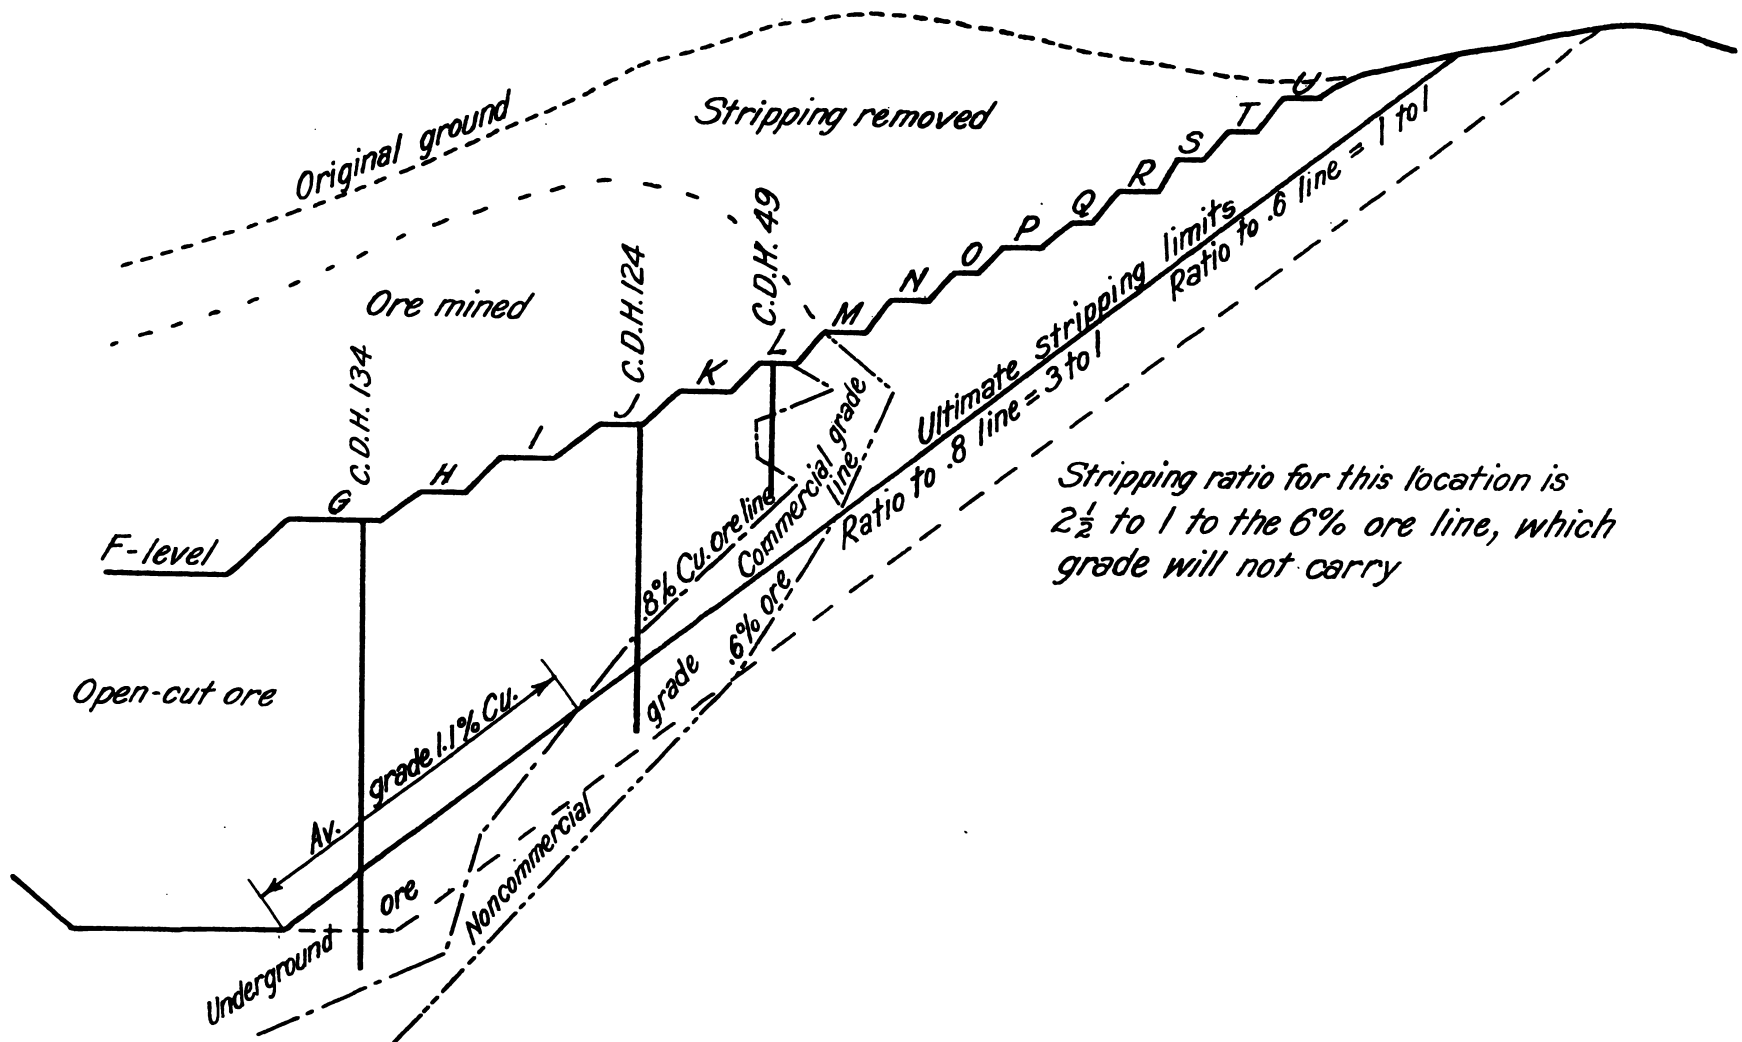 Original ground
Stripping removed
Ore mined
C.D.H. 134
C.D.H. 124
C.D.H. 49
F-level
G
H
I
J
K
L
M
N
O
P
Q
R
S
T
U
Ultimate stripping limits
Ratio to .6 line = 1 to 1
Ratio to .8 line = 3 to 1
Stripping ratio for this location is
2½ to 1 to the 6% ore line, which
grade will not carry
.8% Cu. ore line
Commercial grade
line
.6% ore
grade
Open-cut ore
Av. grade 1.1% Cu.
Underground ore
Noncommercial